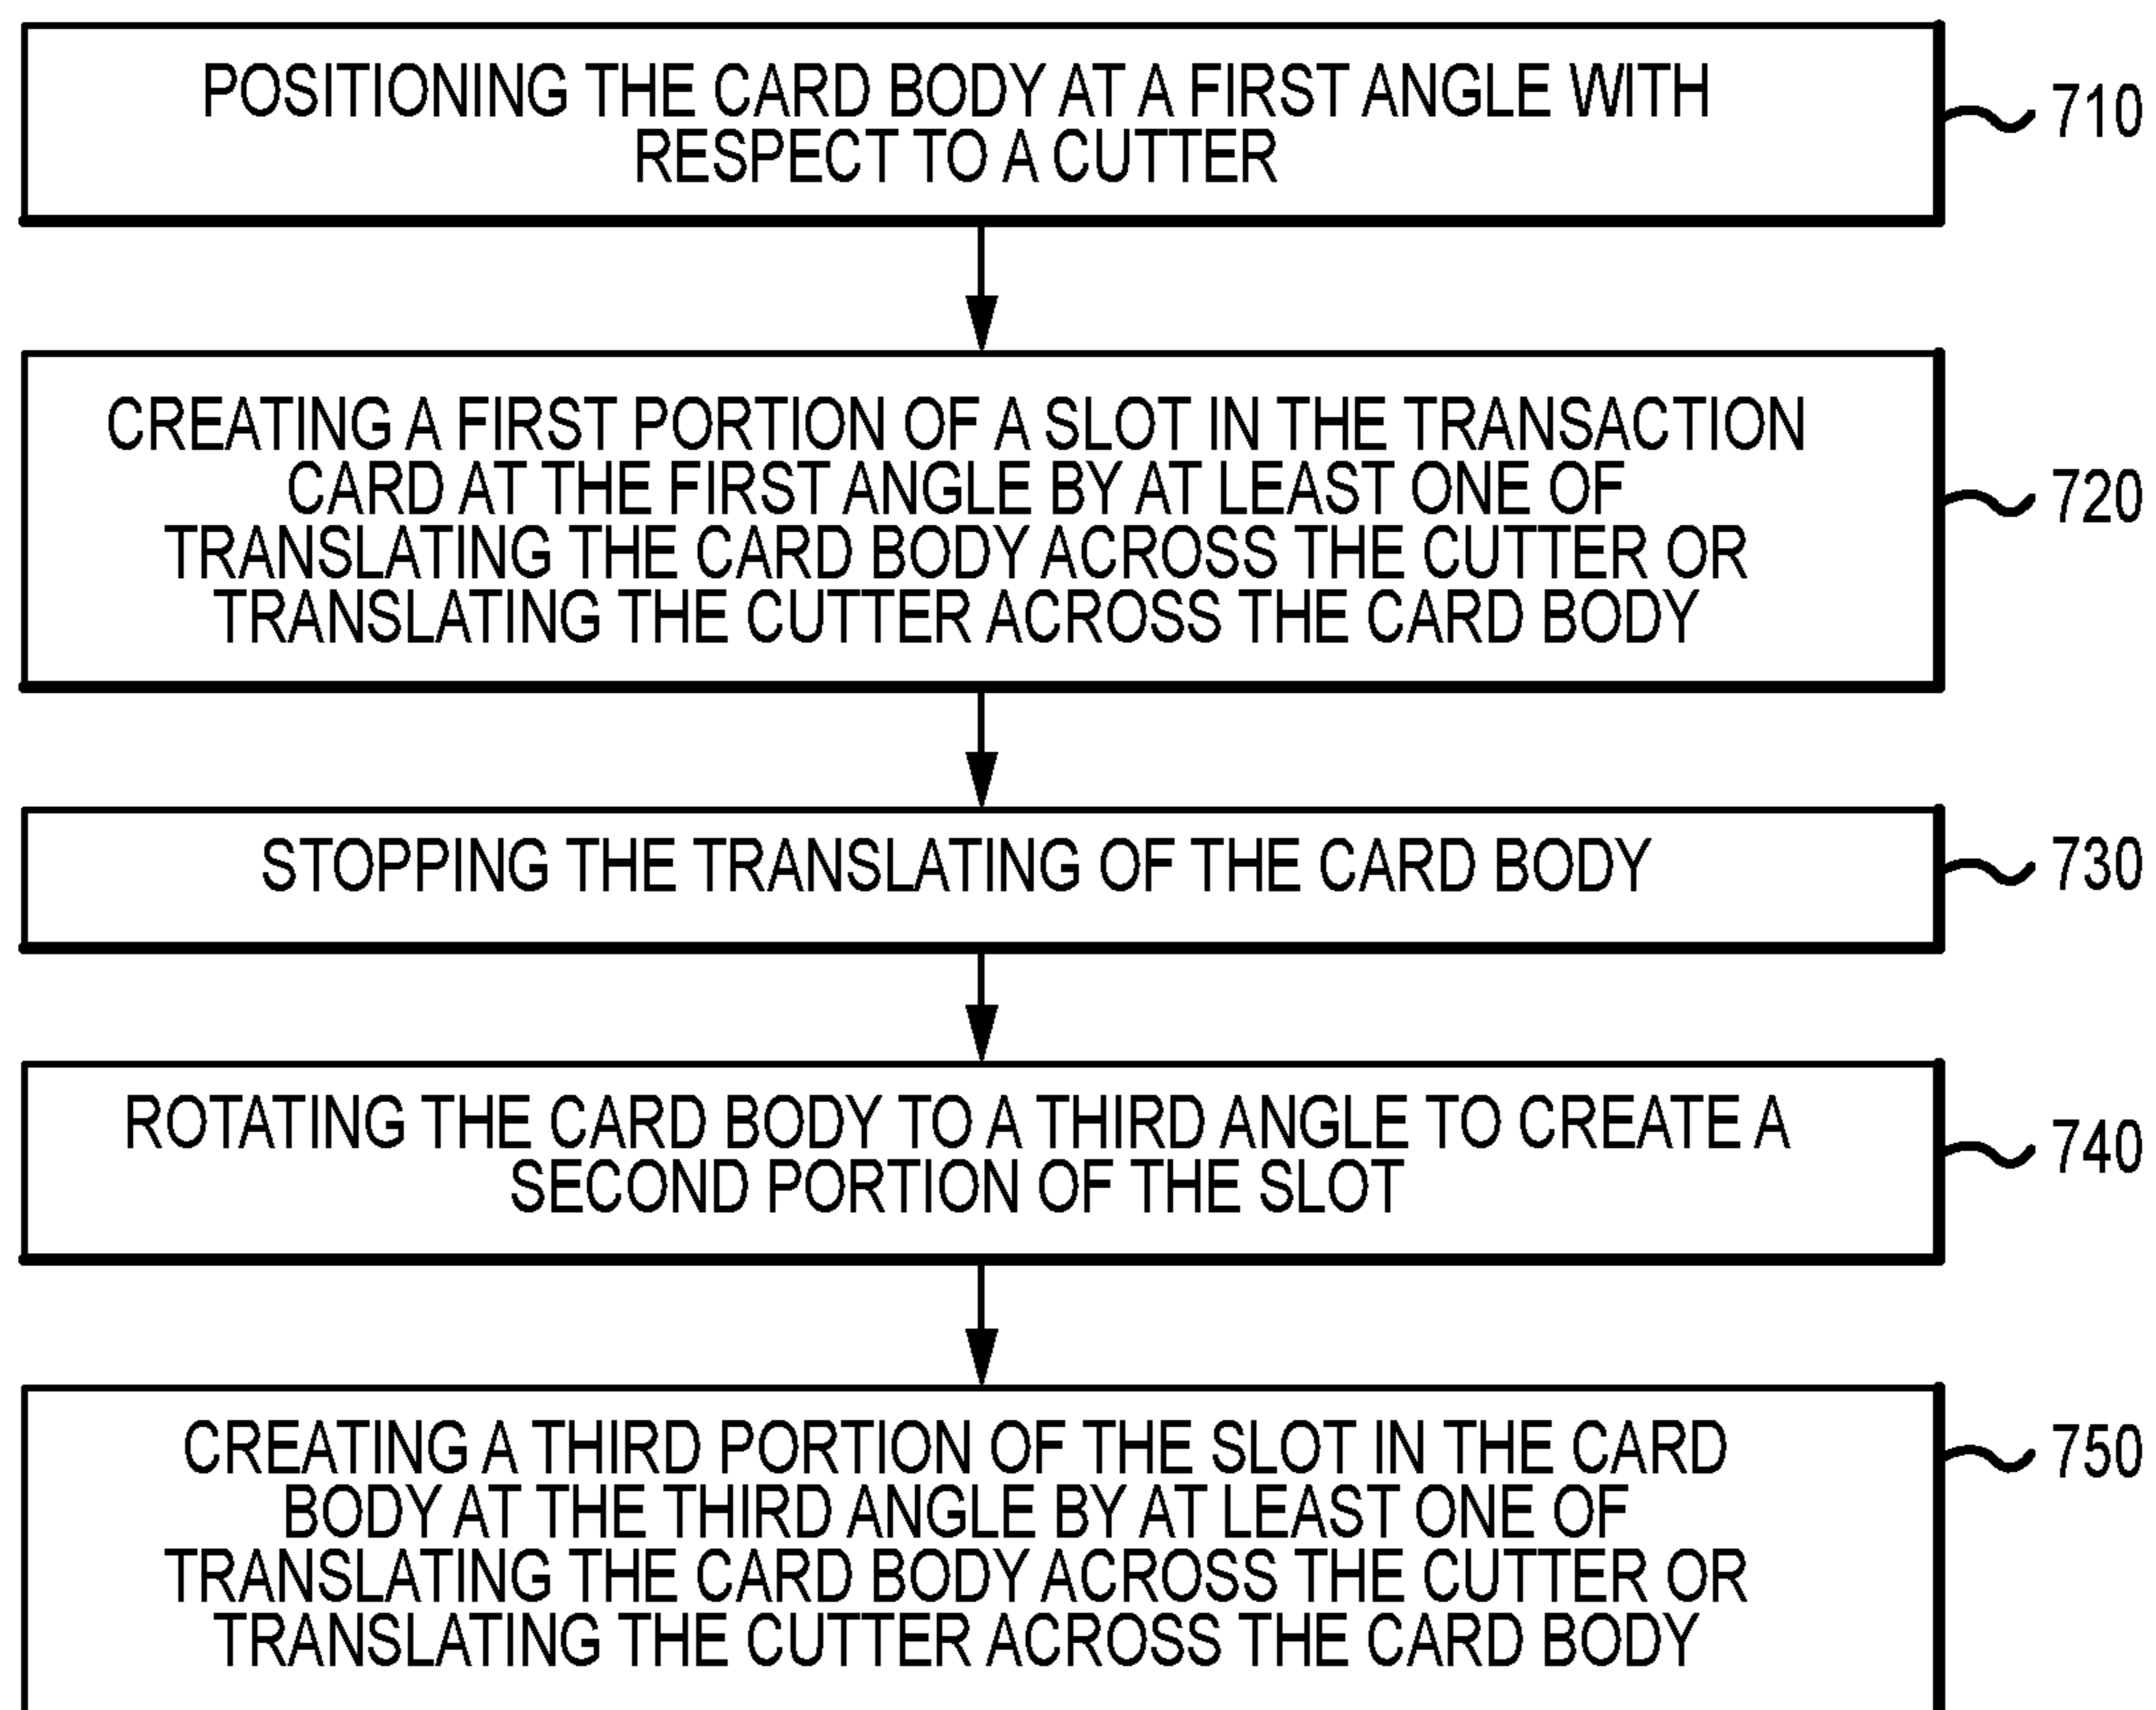 POSITIONING THE CARD BODY AT A FIRST ANGLE WITH
RESPECT TO A CUTTER
710
CREATING A FIRST PORTION OF A SLOT IN THE TRANSACTION
CARD AT THE FIRST ANGLE BY AT LEAST ONE OF
TRANSLATING THE CARD BODY ACROSS THE CUTTER OR
TRANSLATING THE CUTTER ACROSS THE CARD BODY
720
STOPPING THE TRANSLATING OF THE CARD BODY
730
ROTATING THE CARD BODY TO A THIRD ANGLE TO CREATE A
SECOND PORTION OF THE SLOT
740
CREATING A THIRD PORTION OF THE SLOT IN THE CARD
BODY AT THE THIRD ANGLE BY AT LEAST ONE OF
TRANSLATING THE CARD BODY ACROSS THE CUTTER OR
TRANSLATING THE CUTTER ACROSS THE CARD BODY
750